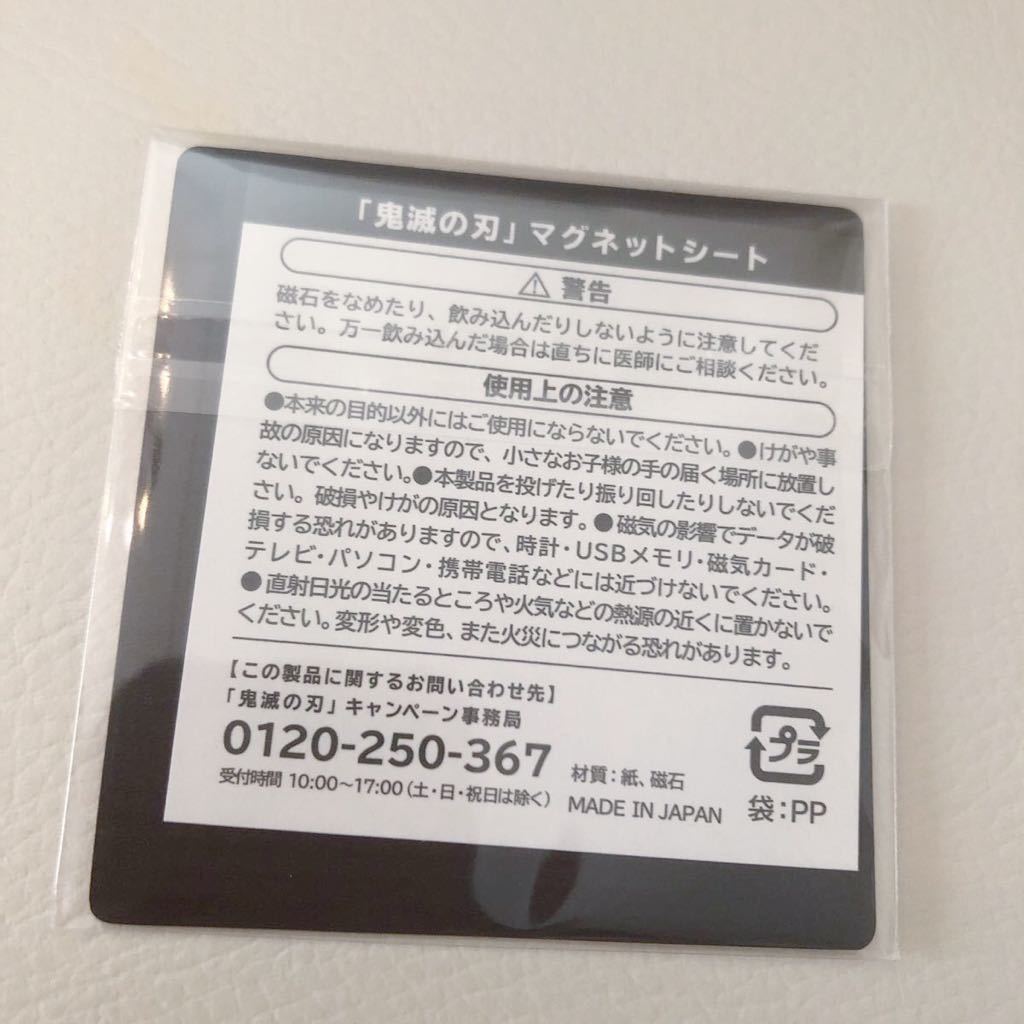 「鬼滅の刃」マグネットシート
⚠ 警告
磁石をなめたり、飲み込んだりしないように注意してくだ
さい。万一飲み込んだ場合は直ちに医師にご相談ください。
使用上の注意
●本来の目的以外にはご使用にならないでください。●けがや事
故の原因になりますので、小さなお子様の手の届く場所に放置し
ないでください。●本製品を投げたり振り回したりしないでくだ
さい。破損やけがの原因となります。●磁気の影響でデータが破
損する恐れがありますので、時計・USBメモリ・磁気カード・
テレビ・パソコン・携帯電話などには近づけないでください。
●直射日光の当たるところや火気などの熱源の近くに置かないで
ください。変形や変色、また火災につながる恐れがあります。
【この製品に関するお問い合わせ先】
「鬼滅の刃」キャンペーン事務局
0120-250-367
受付時間 10:00～17:00（土・日・祝日は除く）
材質：紙、磁石
MADE IN JAPAN
プラ
袋：PP